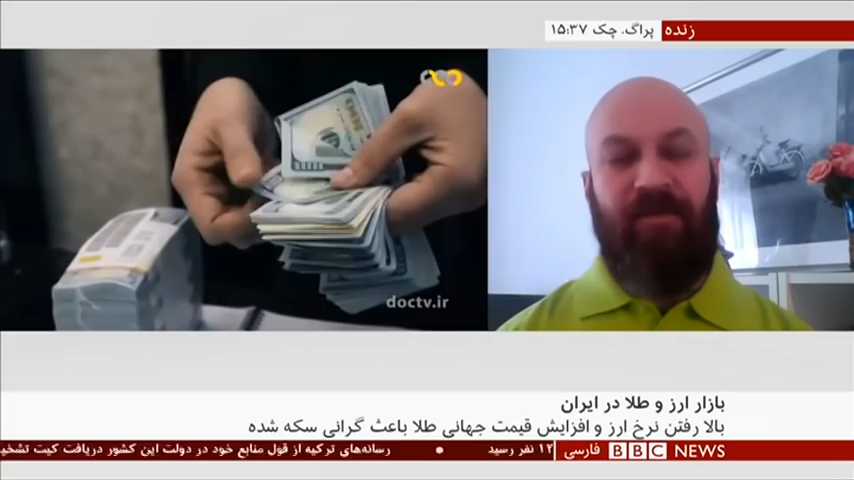 زنده
پراگ. چک ۱۵:۳۷
doctv.ir
بازار ارز و طلا در ایران
بالا رفتن نرخ ارز و افزایش قیمت جهانی طلا باعث گرانی سکه شده
BBC NEWS فارسی
۱۲ نفر رسید • رسانه‌های ترکیه از قول منابع خود در دولت این کشور دریافت کیت تشخی